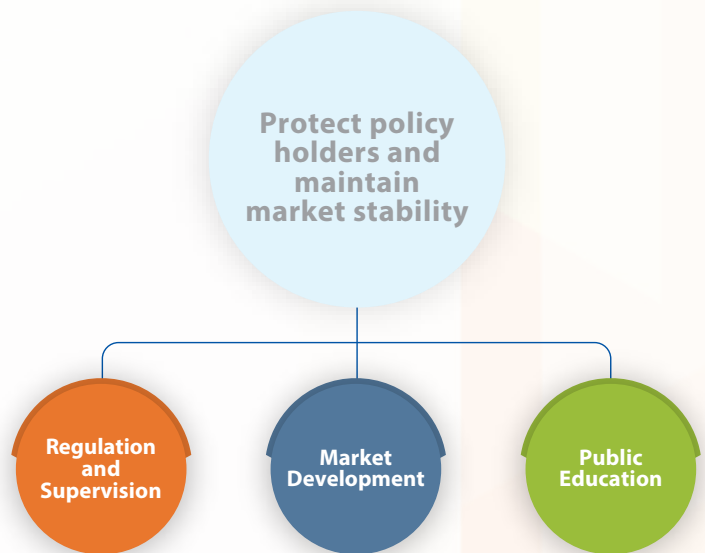 Protect policy
holders and
maintain
market stability
Regulation
and
Supervision
Market
Development
Public
Education